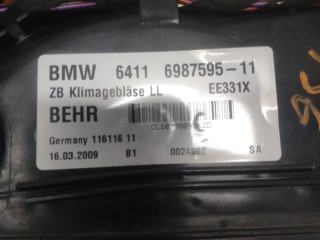 BMW 6411 6987595-11
ZB Klimagebläse LL EE331X
BEHR C
Germany 116116 11
16.03.2009 B1 0024962 SA